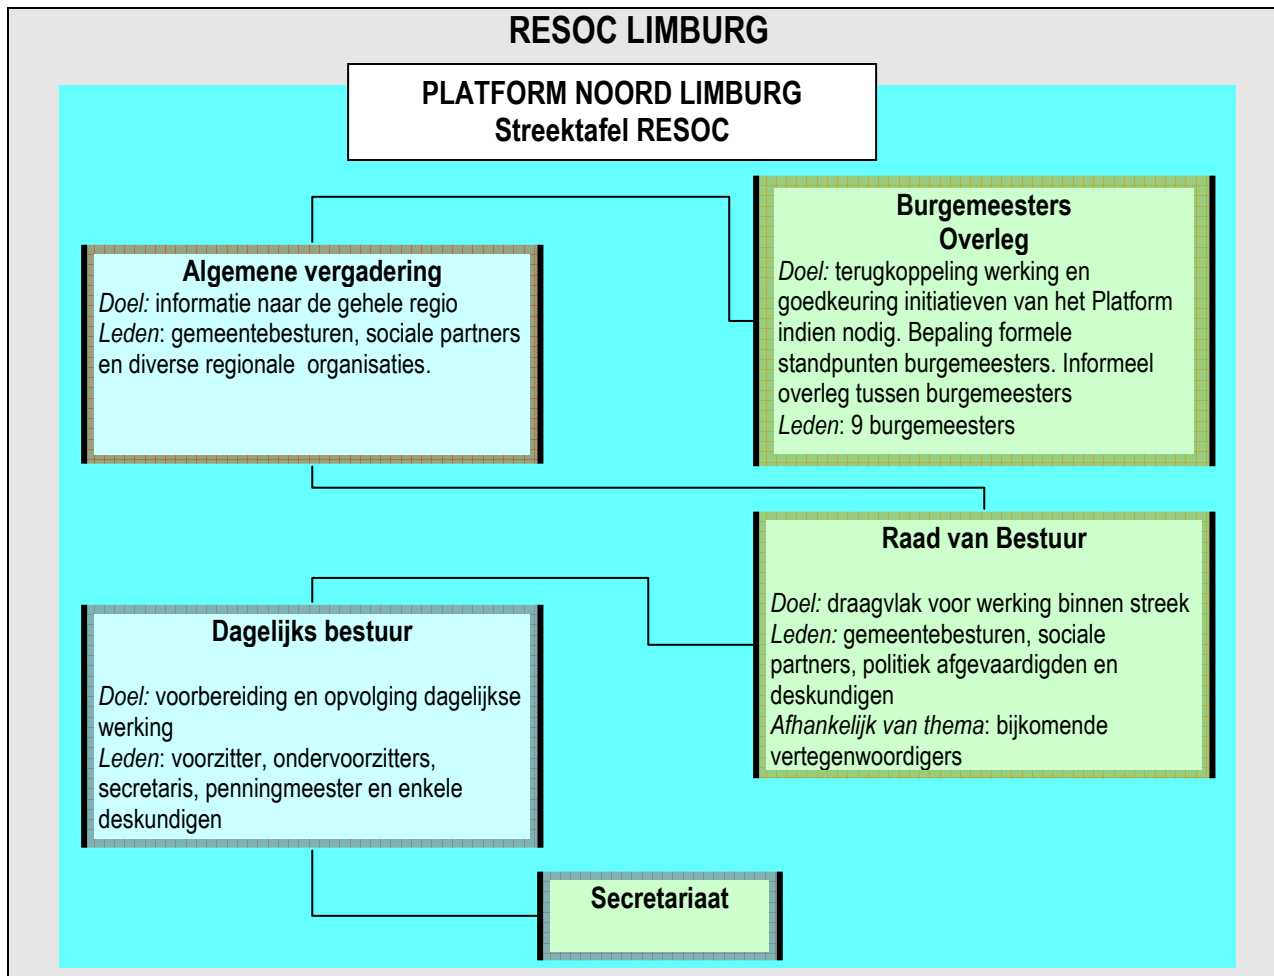 RESOC LIMBURG
PLATFORM NOORD LIMBURG
Streektafel RESOC
Burgemeesters
Overleg
Doel: terugkoppeling werking en
goedkeuring initiatieven van het Platform
indien nodig. Bepaling formele
standpunten burgemeesters. Informeel
overleg tussen burgemeesters
Leden: 9 burgemeesters
Algemene vergadering
Doel: informatie naar de gehele regio
Leden: gemeentebesturen, sociale partners
en diverse regionale organisaties.
Raad van Bestuur
Doel: draagvlak voor werking binnen streek
Leden: gemeentebesturen, sociale
partners, politiek afgevaardigden en
deskundigen
Afhankelijk van thema: bijkomende
vertegenwoordigers
Dagelijks bestuur
Doel: voorbereiding en opvolging dagelijkse
werking
Leden: voorzitter, ondervoorzitters,
secretaris, penningmeester en enkele
deskundigen
Secretariaat